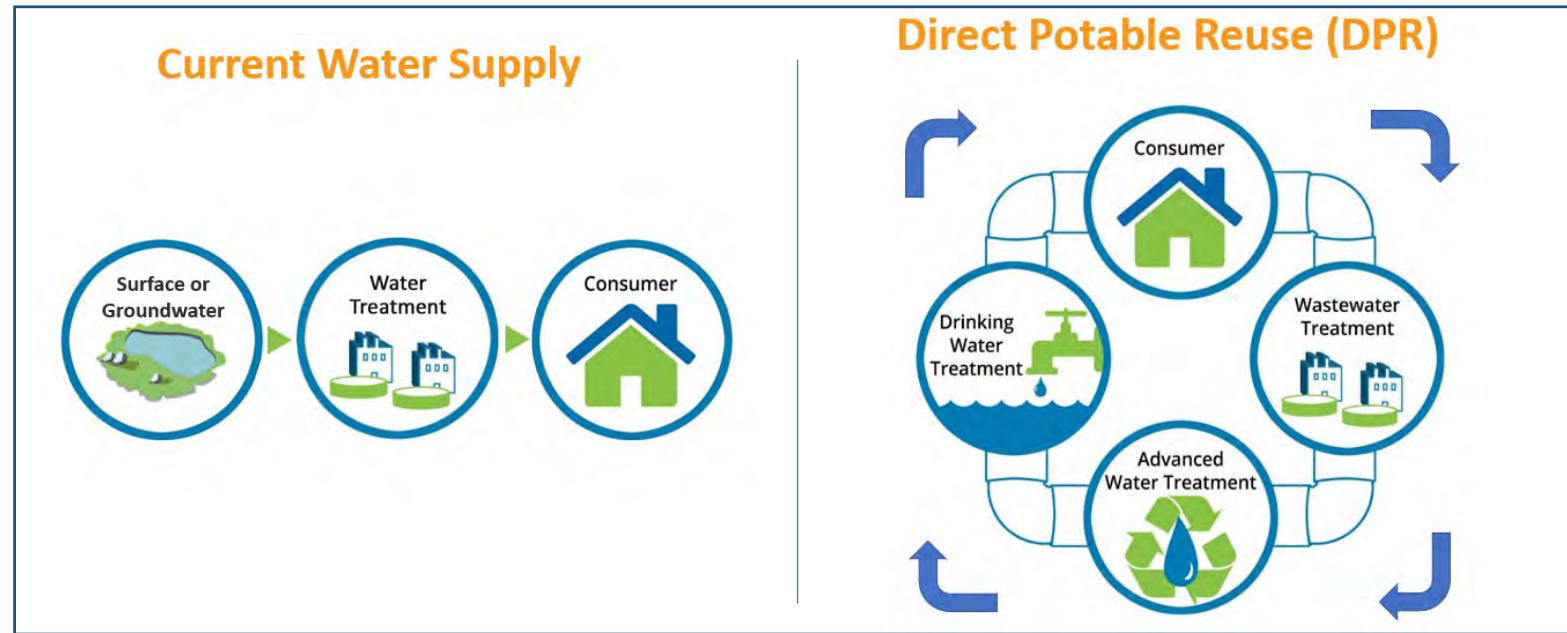 Current Water Supply
Surface or
Groundwater
Water
Treatment
Consumer
Direct Potable Reuse (DPR)
Consumer
Wastewater
Treatment
Advanced
Water Treatment
Drinking
Water
Treatment